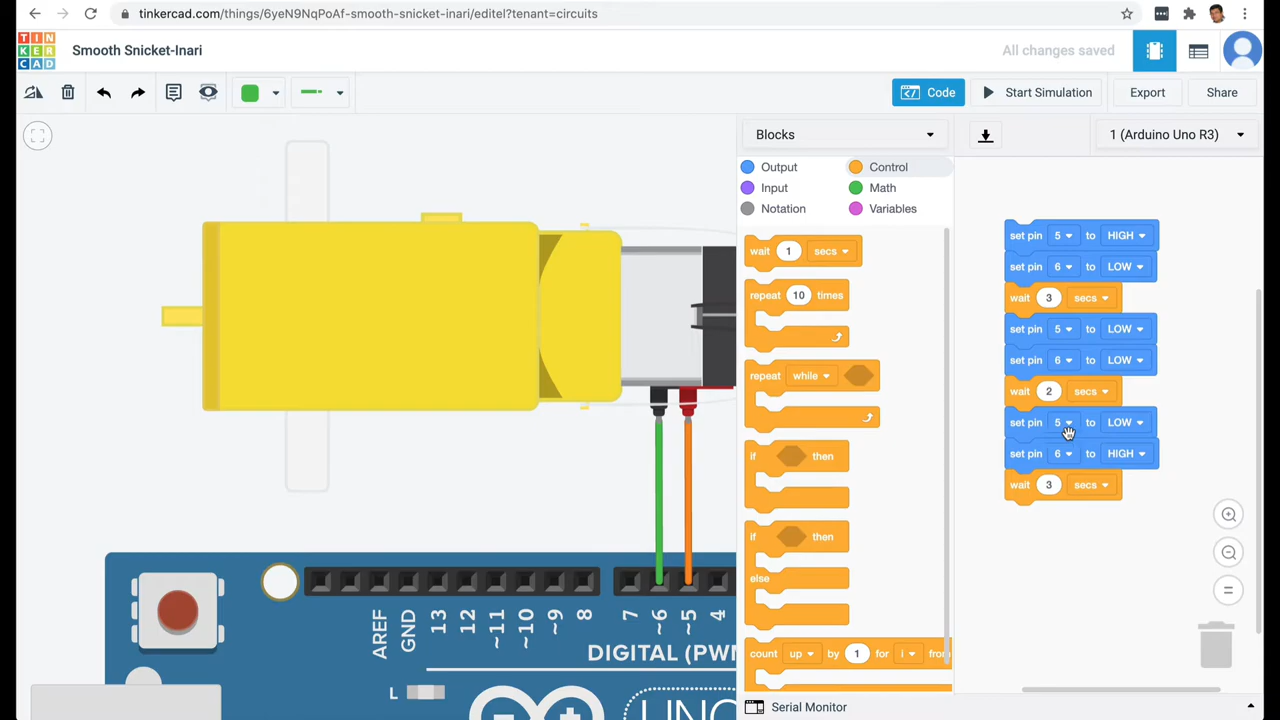 tinkercad.com/things/6yeN9NqPoAf-smooth-snicket-inari/editel?tenant=circuits
TIN
KER
CAD
Smooth Snicket-Inari
All changes saved
Code
Start Simulation
Export
Share
Blocks
1 (Arduino Uno R3)
Output
Control
Input
Math
Notation
Variables
wait 1 secs
repeat 10 times
repeat while
if then
if then
else
count up by 1 for i from
set pin 5 to HIGH
set pin 6 to LOW
wait 3 secs
set pin 5 to LOW
set pin 6 to LOW
wait 2 secs
set pin 5 to LOW
set pin 6 to HIGH
wait 3 secs
AREF
GND
13
12
~11
~10
~9
8
7
~6
~5
4
DIGITAL (PWM
L
Serial Monitor